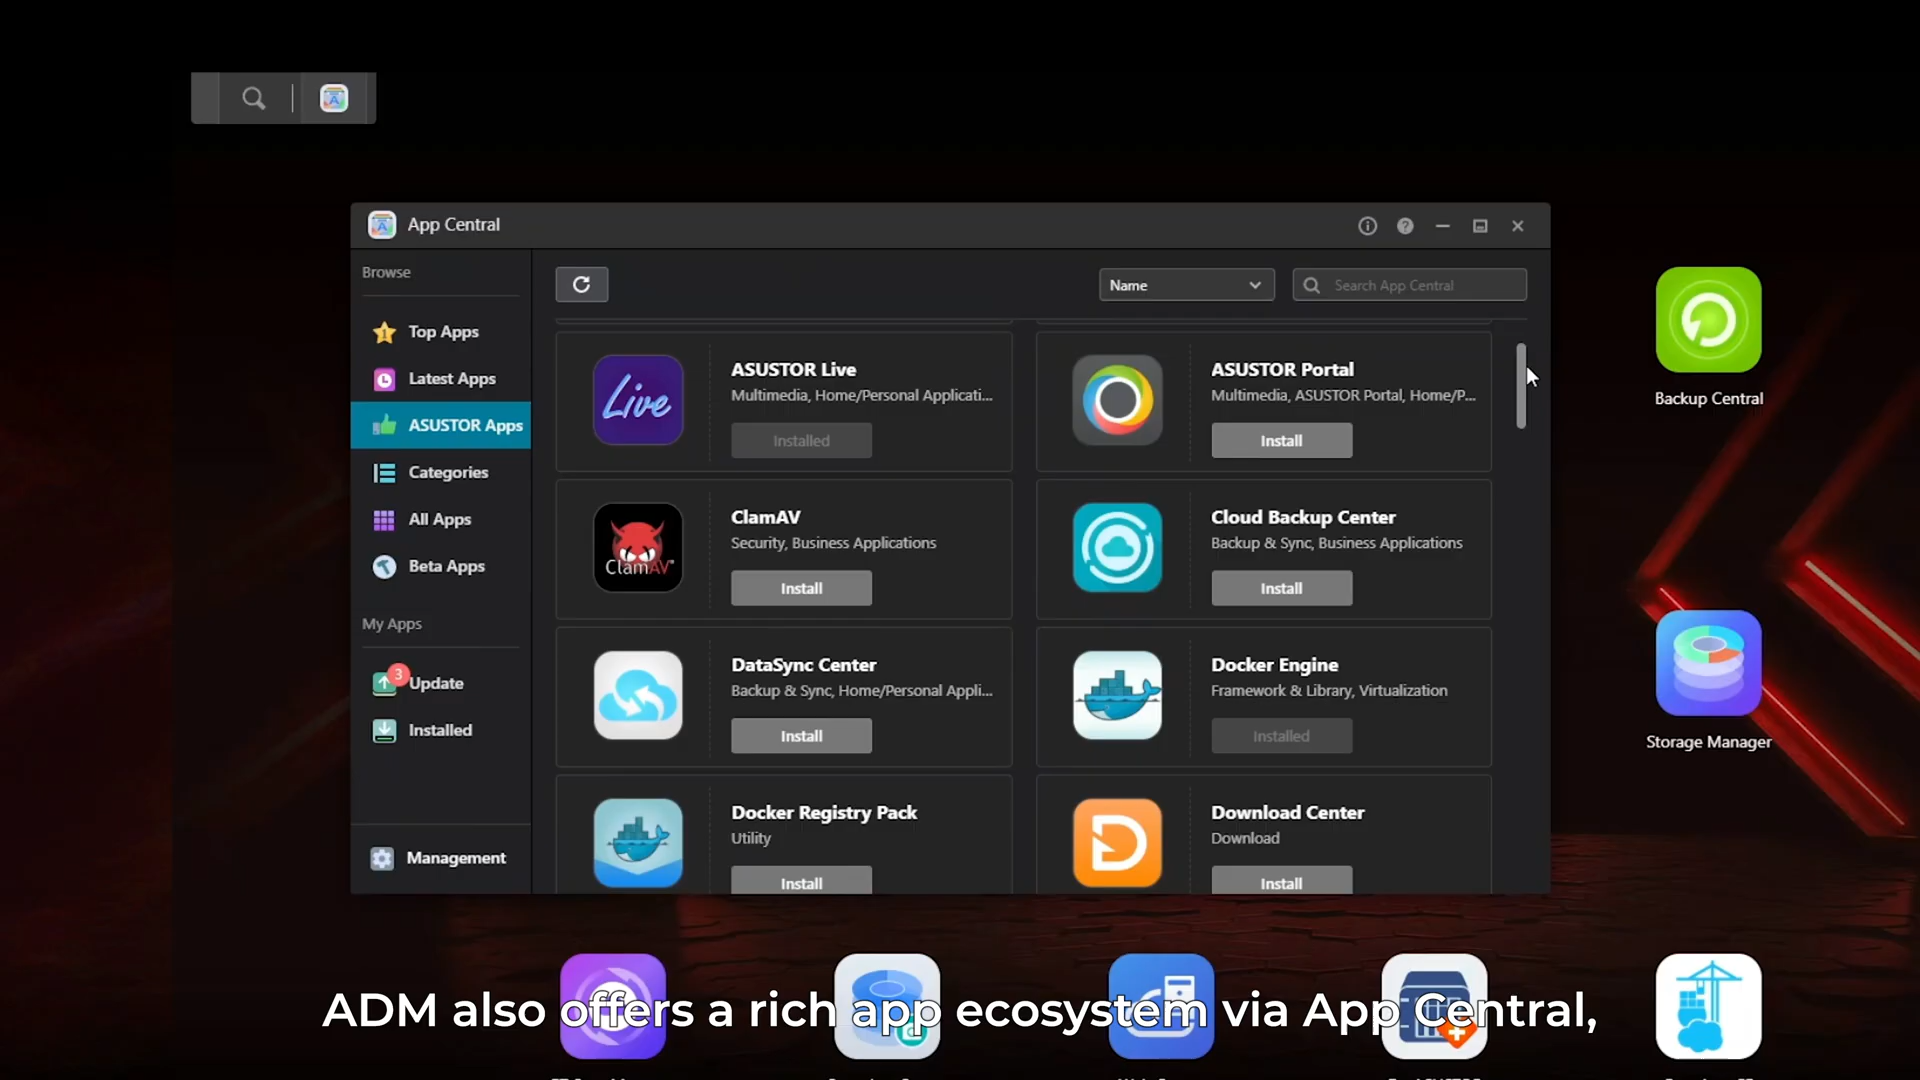 App Central
Browse
Top Apps
Latest Apps
ASUSTOR Apps
Categories
All Apps
Beta Apps
My Apps
3
Update
Installed
Management
Name
Search App Central
Live
ASUSTOR Live
Multimedia, Home/Personal Applicati...
Installed
ASUSTOR Portal
Multimedia, ASUSTOR Portal, Home/P...
Install
ClamAV
ClamAV
Security, Business Applications
Install
Cloud Backup Center
Backup & Sync, Business Applications
Install
DataSync Center
Backup & Sync, Home/Personal Appli...
Install
Docker Engine
Framework & Library, Virtualization
Installed
Docker Registry Pack
Utility
Install
Download Center
Download
Install
Backup Central
Storage Manager
ADM also offers a rich app ecosystem via App Central,